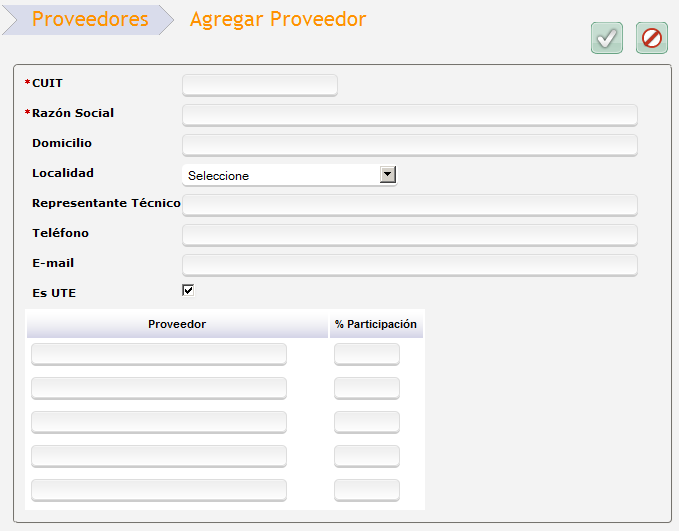 Proveedores Agregar Proveedor
*CUIT
*Razón Social
Domicilio
Localidad Seleccione
Representante Técnico
Teléfono
E-mail
Es UTE
Proveedor % Participación